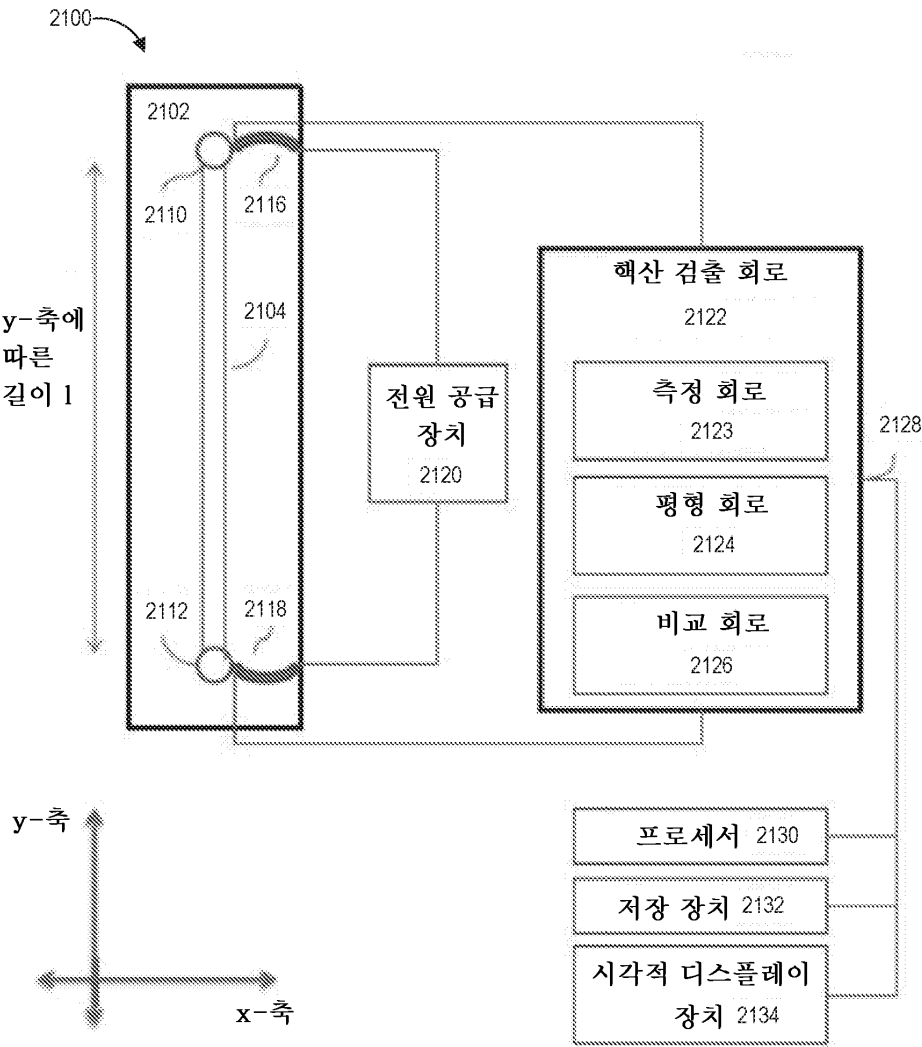 2100
2102
2110
2116
2104
y-축에
따른
길이 l
2112
2118
전원 공급
장치
2120
핵산 검출 회로
2122
측정 회로
2123
평형 회로
2124
비교 회로
2126
2128
프로세서 2130
저장 장치 2132
시각적 디스플레이
장치 2134
y-축
x-축